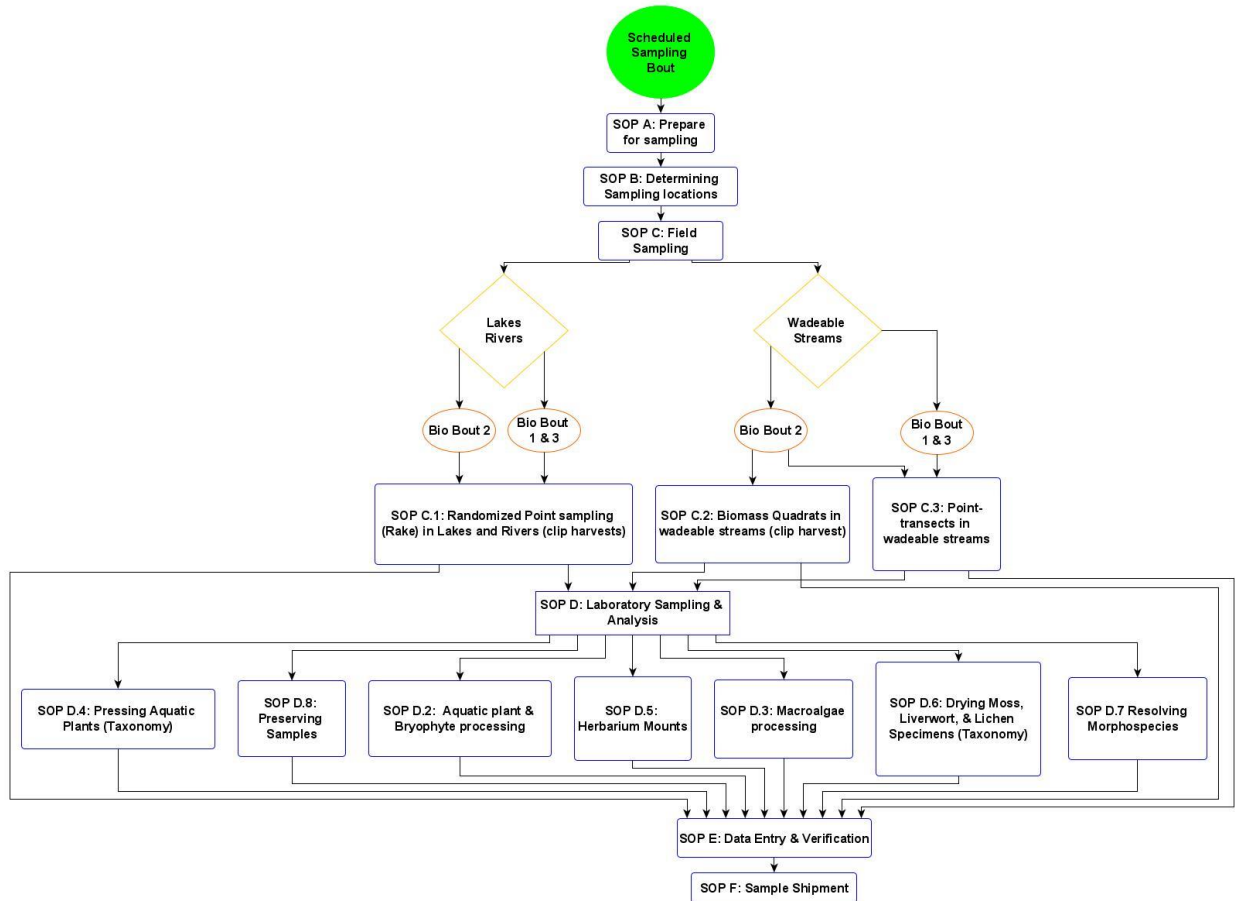 Scheduled
Sampling
Bout
SOP A: Prepare
for sampling
SOP B: Determining
Sampling locations
SOP C: Field
Sampling
Lakes
Rivers
Wadeable
Streams
Bio Bout 2
Bio Bout
1 & 3
Bio Bout 2
Bio Bout
1 & 3
SOP C.1: Randomized Point sampling
(Rake) in Lakes and Rivers (clip harvests)
SOP C.2: Biomass Quadrats in
wadeable streams (clip harvest)
SOP C.3: Point-
transects in
wadeable streams
SOP D: Laboratory Sampling &
Analysis
SOP D.4: Pressing Aquatic
Plants (Taxonomy)
SOP D.8:
Preserving
Samples
SOP D.2: Aquatic plant &
Bryophyte processing
SOP D.5:
Herbarium Mounts
SOP D.3: Macroalgae
processing
SOP D.6: Drying Moss,
Liverwort, & Lichen
Specimens (Taxonomy)
SOP D.7 Resolving
Morphospecies
SOP E: Data Entry & Verification
SOP F: Sample Shipment